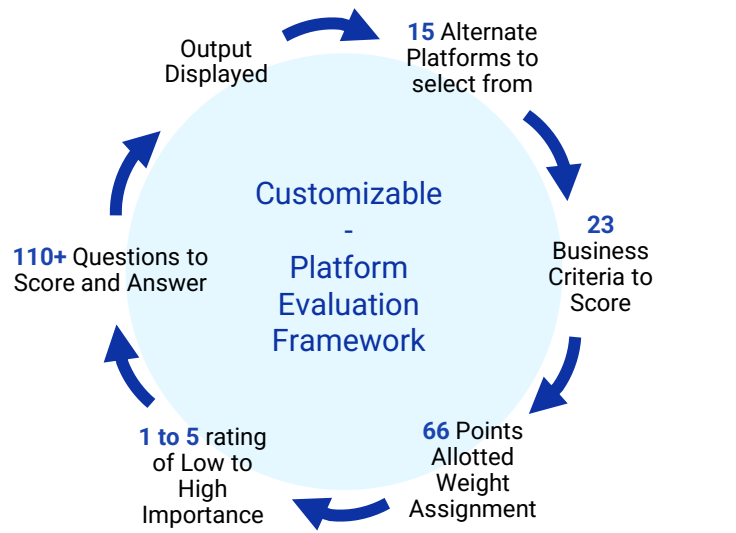 Output
Displayed
15 Alternate
Platforms to
select from
Customizable
-
Platform
Evaluation
Framework
23
Business
Criteria to
Score
110+ Questions to
Score and Answer
66 Points
Allotted
Weight
Assignment
1 to 5 rating
of Low to
High
Importance